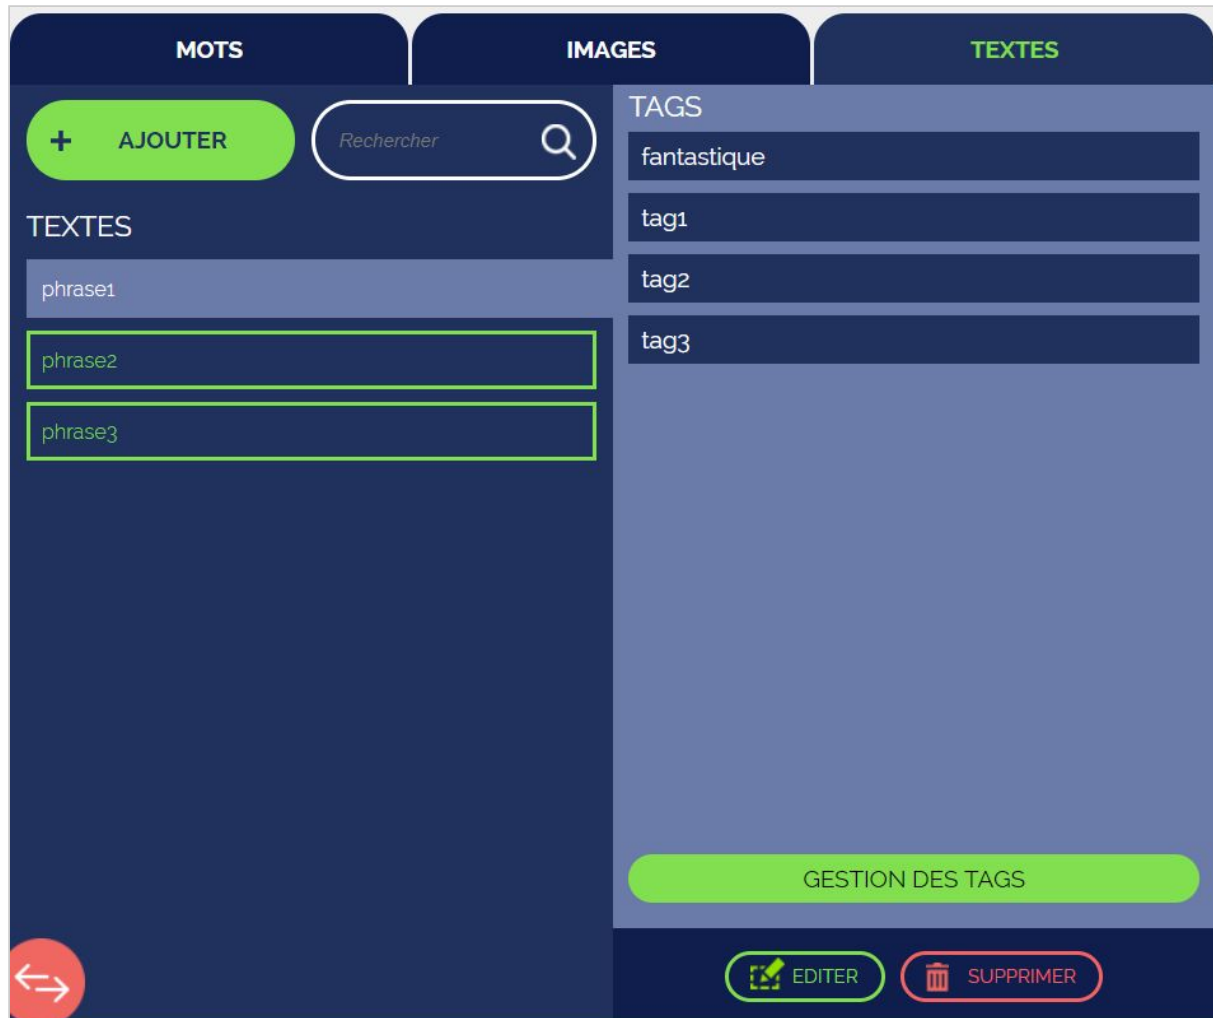 MOTS
IMAGES
TEXTES
+ AJOUTER
Rechercher
TEXTES
phrase1
phrase2
phrase3
TAGS
fantastique
tag1
tag2
tag3
GESTION DES TAGS
EDITER
SUPPRIMER